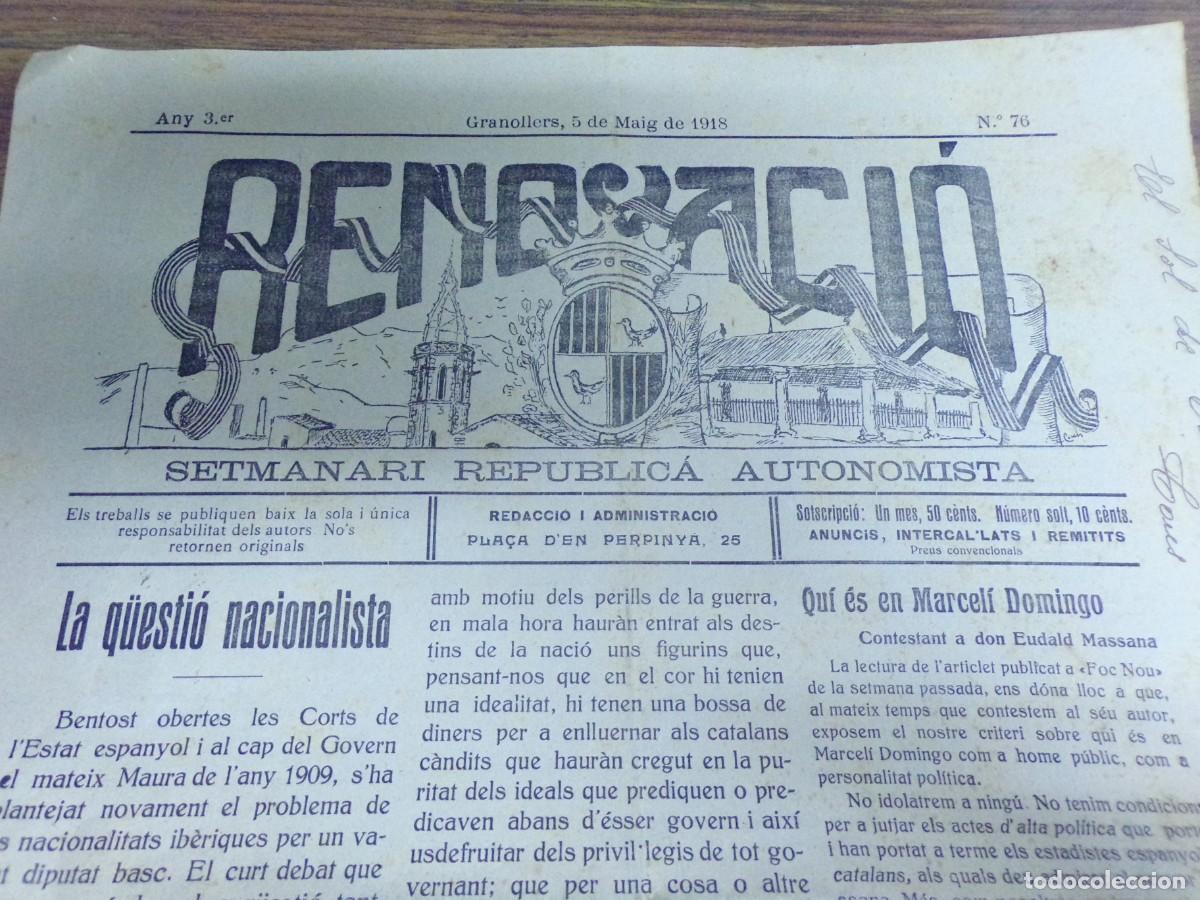 Any 3.er
Granollers, 5 de Maig de 1918
N.º 76
RENOVACIÓ
SETMANARI REPUBLICÁ AUTONOMISTA
Els treballs se publiquen baix la sola i única
responsabilitat dels autors No's
retornen originals
REDACCIÓ I ADMINISTRACIÓ
PLAÇA D'EN PERPINYÁ, 25
Sotscripció: Un mes, 50 cènts. Número solt, 10 cènts.
ANUNCIS, INTERCAL'LATS I REMITITS
Preus convencionals
La qüestió nacionalista
Bentost obertes les Corts de
l'Estat espanyol i al cap del Govern
el mateix Maura de l'any 1909, s'ha
plantejat novament el problema de
s nacionalitats ibèriques per un va-
t diputat basc. El curt debat que
amb motiu dels perills de la guerra,
en mala hora hauràn entrat als des-
tins de la nació uns figurins que,
pensant-nos que en el cor hi tenien
una idealitat, hi tenen una bossa de
diners per a enlluernar als catalans
càndits que hauràn cregut en la pu-
ritat dels ideals que prediquen o pre-
dicaven abans d'ésser govern i així
usdefruitar dels privil·legis de tot go-
vernant; que per una cosa o altre
Quí és en Marcelí Domingo
Contestant a don Eudald Massana
La lectura de l'articlet publicat a «Foc Nou»
de la setmana passada, ens dóna lloc a que,
al mateix temps que contestem al séu autor,
exposem el nostre criteri sobre quí és en
Marcelí Domingo com a home públic, com a
personalitat política.
No idolatrem a ningú. No tenim condicion
per a jutjar els actes d'alta política que port
i han portat a terme els estadistes espanyo
catalans, als quals de
todocoleccion